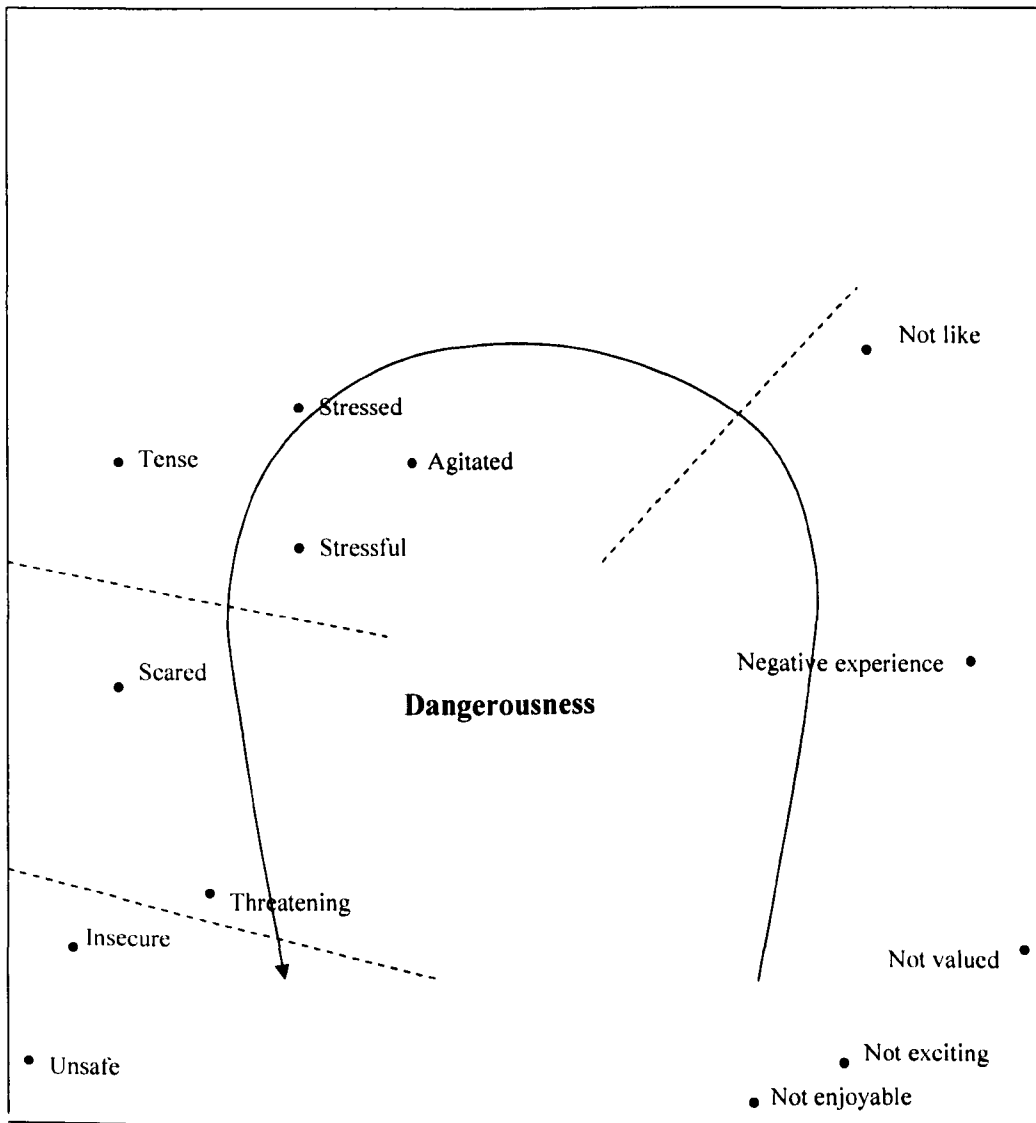 Not like
Stressed
Tense
Agitated
Stressful
Scared
Negative experience
Dangerousness
Threatening
Insecure
Not valued
Unsafe
Not exciting
Not enjoyable